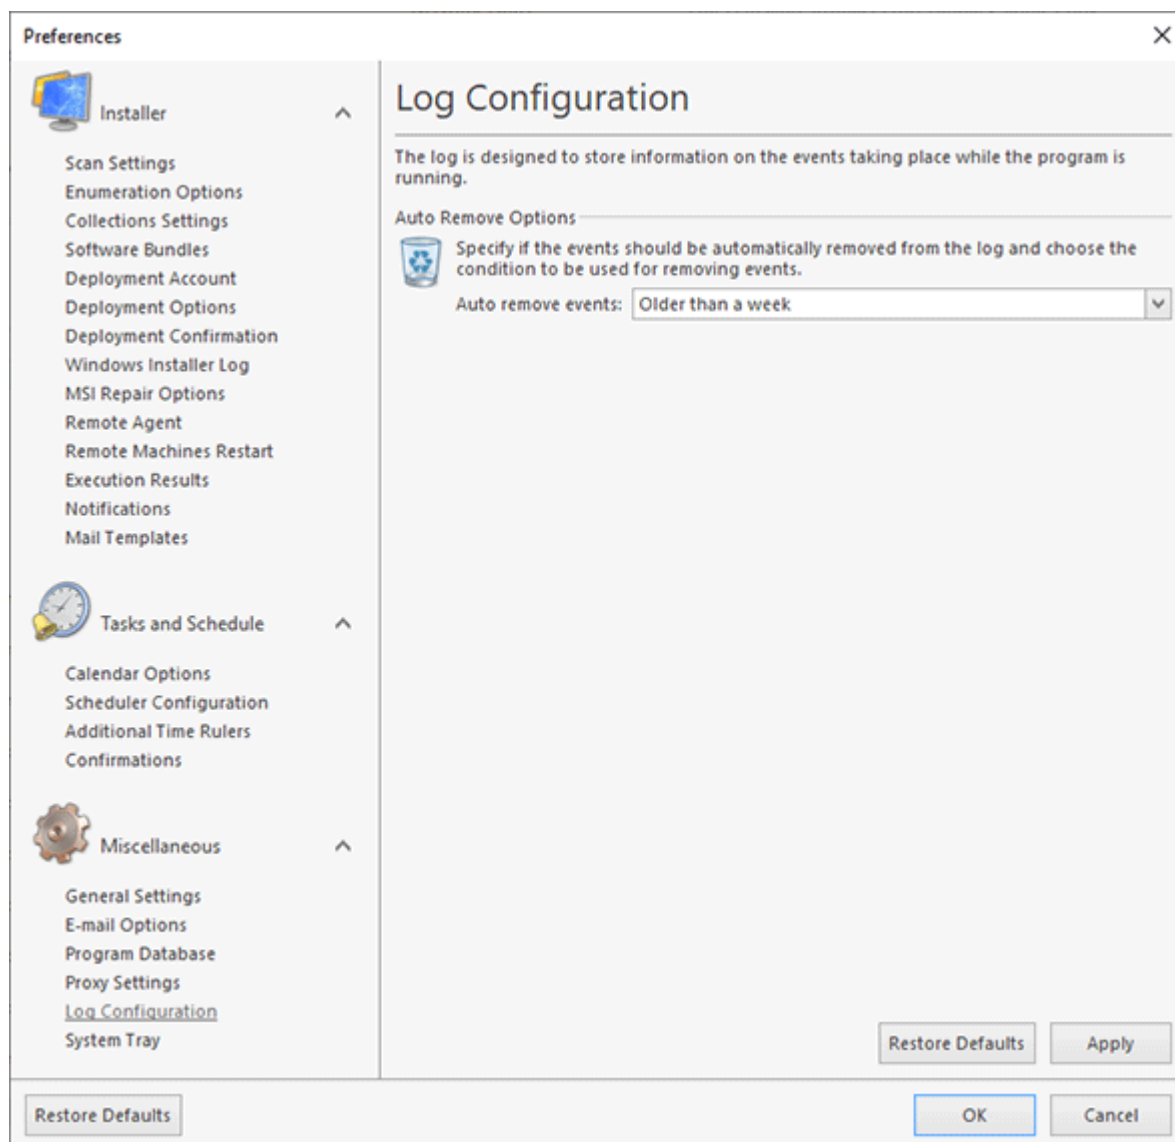 Preferences
Installer
Scan Settings
Enumeration Options
Collections Settings
Software Bundles
Deployment Account
Deployment Options
Deployment Confirmation
Windows Installer Log
MSI Repair Options
Remote Agent
Remote Machines Restart
Execution Results
Notifications
Mail Templates
Tasks and Schedule
Calendar Options
Scheduler Configuration
Additional Time Rulers
Confirmations
Miscellaneous
General Settings
E-mail Options
Program Database
Proxy Settings
Log Configuration
System Tray
Log Configuration
The log is designed to store information on the events taking place while the program is
running.
Auto Remove Options
Specify if the events should be automatically removed from the log and choose the
condition to be used for removing events.
Auto remove events: Older than a week
Restore Defaults Apply
Restore Defaults OK Cancel